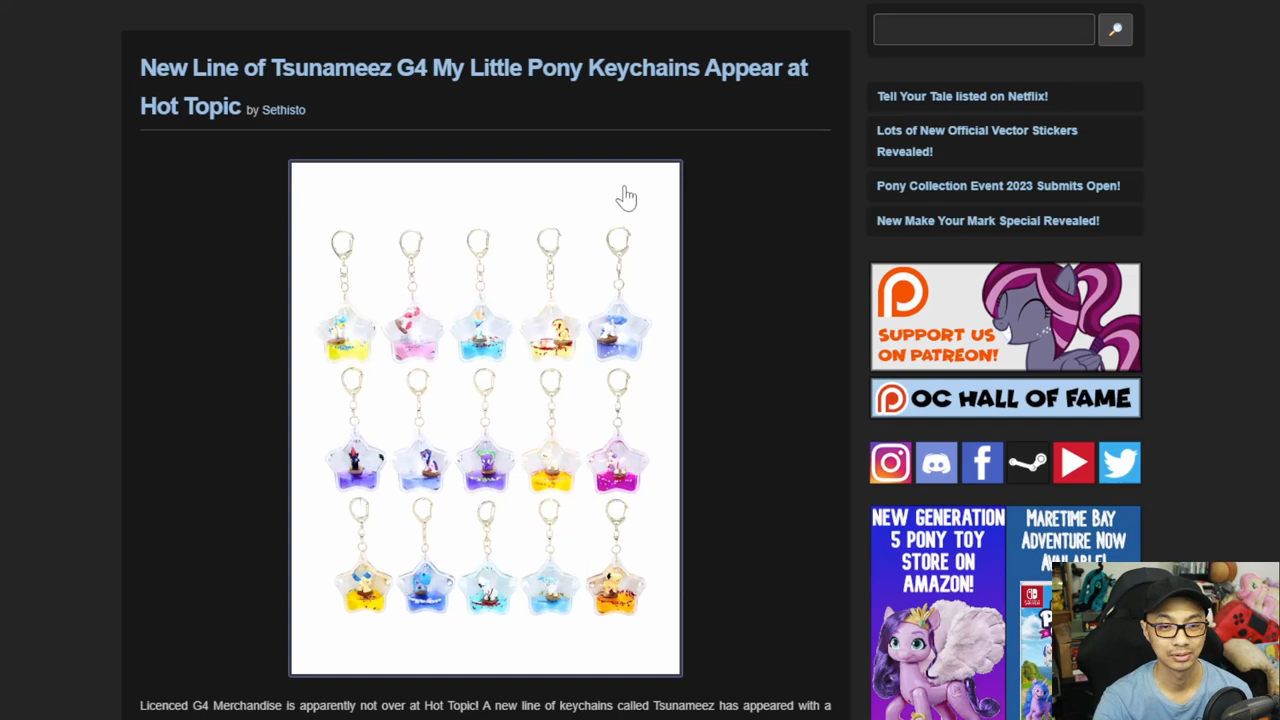 New Line of Tsunameez G4 My Little Pony Keychains Appear at
Hot Topic by Sethisto
Licenced G4 Merchandise is apparently not over at Hot Topic! A new line of keychains called Tsunameez has appeared with a
Tell Your Tale listed on Netflix!
Lots of New Official Vector Stickers
Revealed!
Pony Collection Event 2023 Submits Open!
New Make Your Mark Special Revealed!
SUPPORT US
ON PATREON!
OC HALL OF FAME
NEW GENERATION
5 PONY TOY
STORE ON
AMAZON!
MARETIME BAY
ADVENTURE NOW